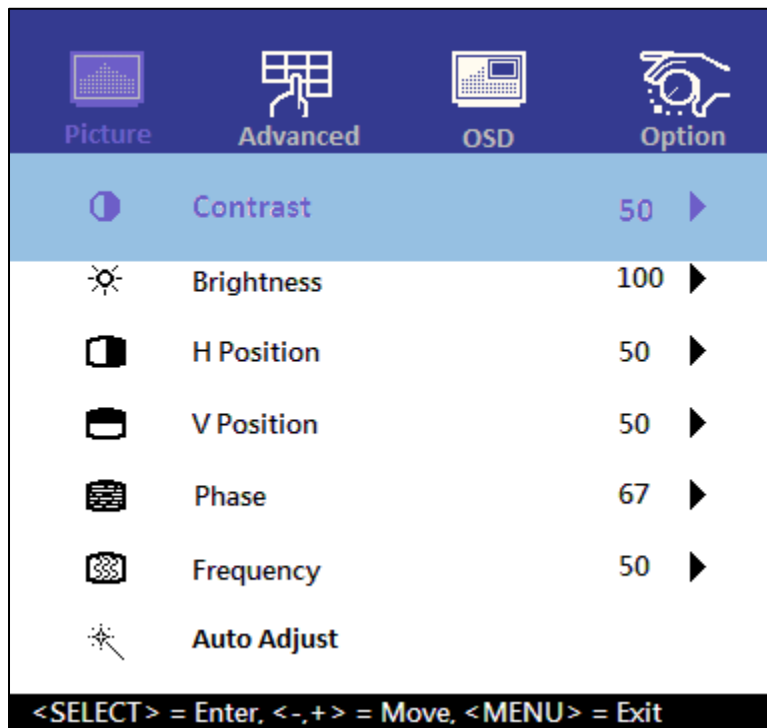 Picture Advanced OSD Option
Contrast 50
Brightness 100
H Position 50
V Position 50
Phase 67
Frequency 50
Auto Adjust
<SELECT> = Enter, <-,+> = Move, <MENU> = Exit